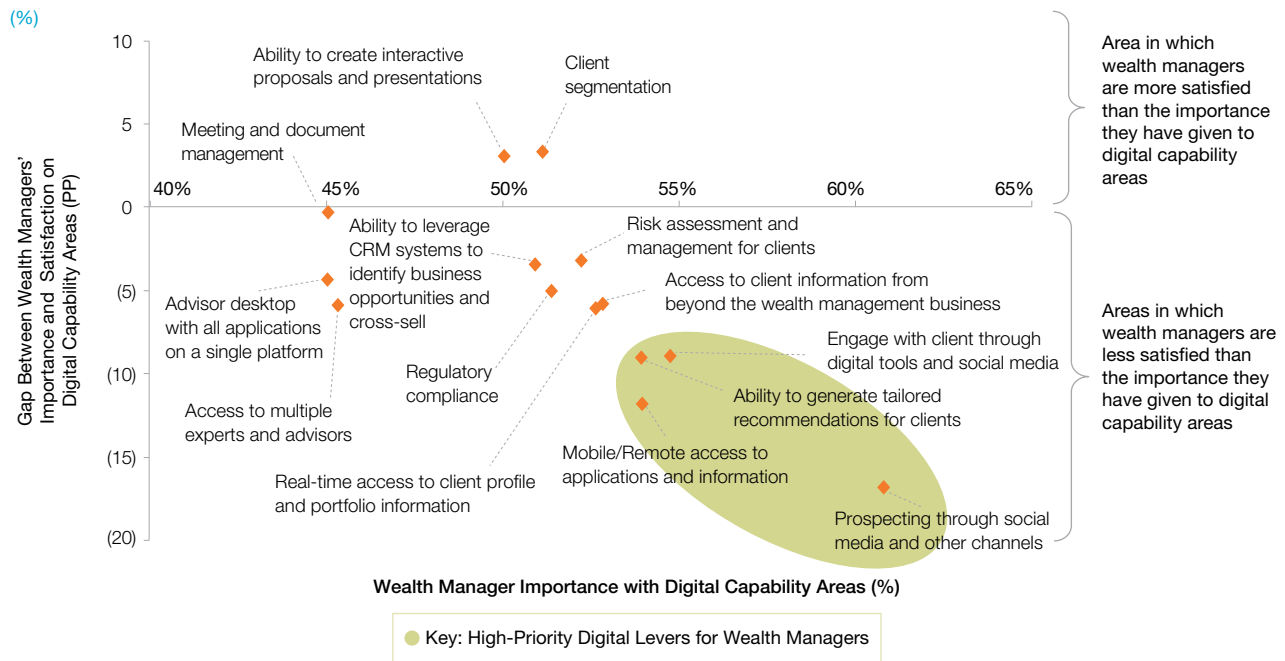 (%)
10
5
0
(5)
(10)
(15)
(20)
Gap Between Wealth Managers'
Importance and Satisfaction on
Digital Capability Areas (PP)
40%
45%
50%
55%
60%
65%
Ability to create interactive
proposals and presentations
Client
segmentation
Meeting and document
management
Ability to leverage
CRM systems to
identify business
opportunities and
cross-sell
Risk assessment and
management for clients
Access to client information from
beyond the wealth management business
Advisor desktop
with all applications
on a single platform
Engage with client through
digital tools and social media
Regulatory
compliance
Ability to generate tailored
recommendations for clients
Access to multiple
experts and advisors
Mobile/Remote access to
applications and information
Real-time access to client profile
and portfolio information
Prospecting through social
media and other channels
Area in which
wealth managers
are more satisfied
than the importance
they have given to
digital capability
areas
Areas in which
wealth managers are
less satisfied than
the importance they
have given to digital
capability areas
Wealth Manager Importance with Digital Capability Areas (%)
Key: High-Priority Digital Levers for Wealth Managers